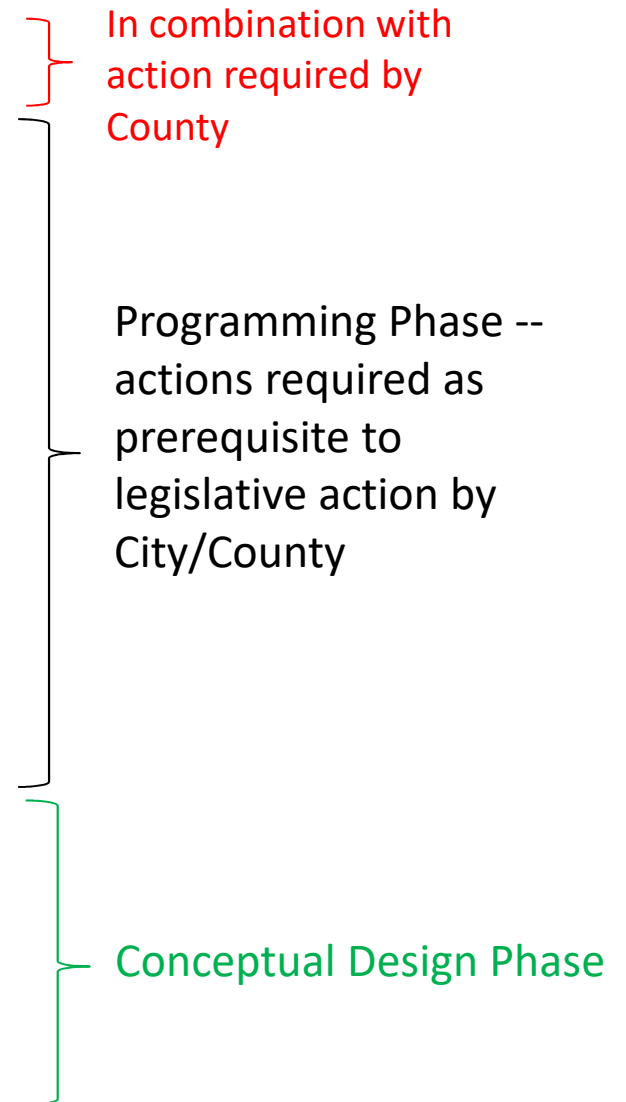 In combination with
action required by
County
Programming Phase --
actions required as
prerequisite to
legislative action by
City/County
Conceptual Design Phase